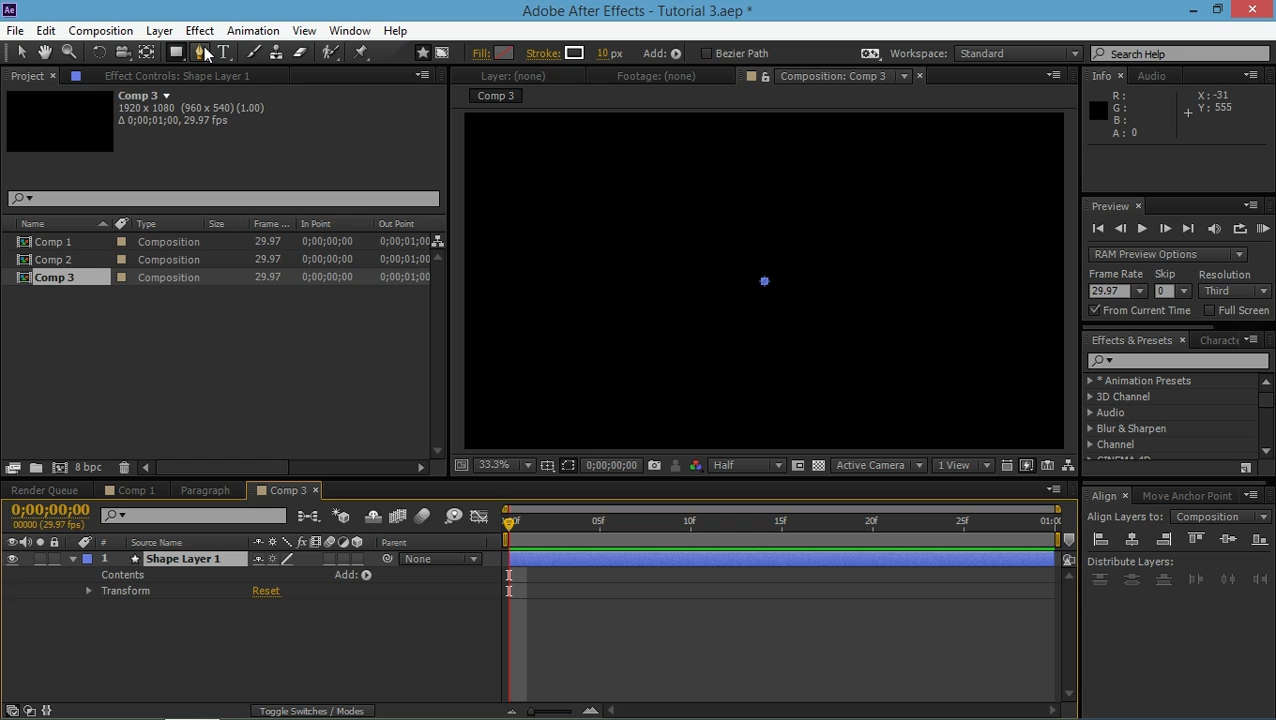 Ae Adobe After Effects - Tutorial 3.aep *
File Edit Composition Layer Effect Animation View Window Help
T Fill: Stroke: 10 px Add: Bezier Path Workspace: Standard Search Help
Project Effect Controls: Shape Layer 1
Layer: (none) Footage: (none) Composition: Comp 3
Info Audio
Comp 3
1920 x 1080 (960 x 540) (1.00)
Δ 0;00;01;00, 29.97 fps
Comp 3
R: X: -31
G: Y: 555
B:
A: 0
Preview
RAM Preview Options
Frame Rate Skip Resolution
29.97 0 Third
From Current Time Full Screen
Name Type Size Frame ... In Point Out Point
Comp 1 Composition 29.97 0;00;00;00 0;00;01;00
Comp 2 Composition 29.97 0;00;00;00 0;00;01;00
Comp 3 Composition 29.97 0;00;00;00 0;00;01;00
Effects & Presets Characte
* Animation Presets
3D Channel
Audio
Blur & Sharpen
Channel
CINEMA 4D
8 bpc
33.3% 0;00;00;00 Half Active Camera 1 View
Render Queue Comp 1 Paragraph Comp 3
0;00;00;00
00000 (29.97 fps)
:00f 05f 10f 15f 20f 25f 01:00
# Source Name Parent
1 Shape Layer 1 None
Contents Add:
Transform Reset
Toggle Switches / Modes
Align Move Anchor Point
Align Layers to: Composition
Distribute Layers: